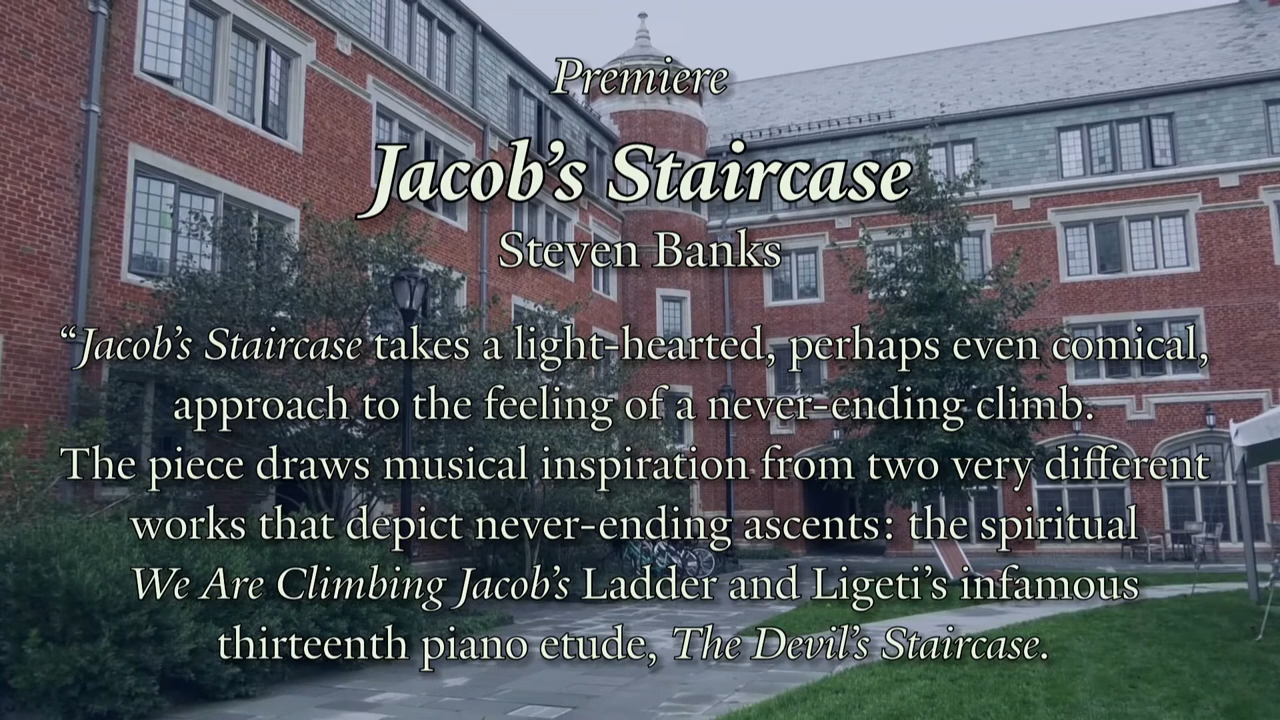 Premiere
Jacob’s Staircase
Steven Banks
“Jacob’s Staircase takes a light-hearted, perhaps even comical,
approach to the feeling of a never-ending climb.
The piece draws musical inspiration from two very different
works that depict never-ending ascents: the spiritual
We Are Climbing Jacob’s Ladder and Ligeti’s infamous
thirteenth piano etude, The Devil’s Staircase.